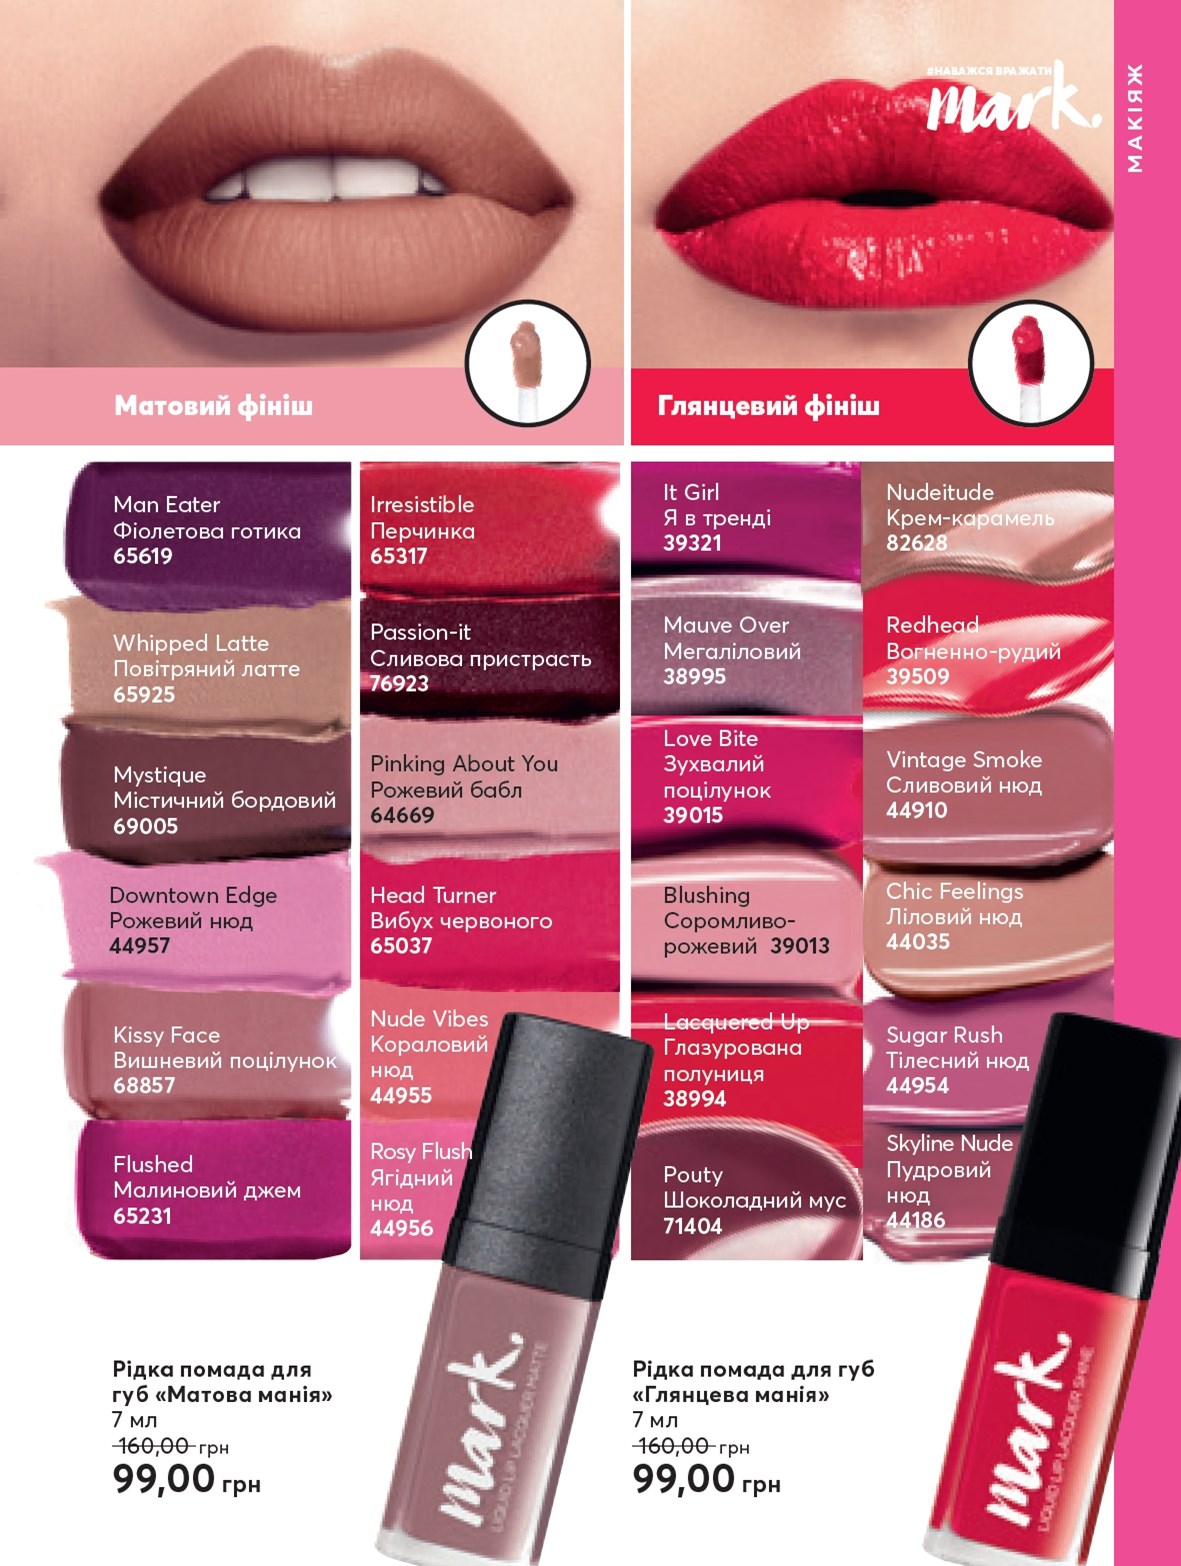 #НАВАЖСЯ ВРАЖАТИ
mark.
МАКІЯЖ
Матовий фініш
Глянцевий фініш
Man Eater
Фіолетова готика
65619
Whipped Latte
Повітряний латте
65925
Mystique
Містичний бордовий
69005
Downtown Edge
Рожевий нюд
44957
Kissy Face
Вишневий поцілунок
68857
Flushed
Малиновий джем
65231
Irresistible
Перчинка
65317
Passion-it
Сливова пристрасть
76923
Pinking About You
Рожевий бабл
64669
Head Turner
Вибух червоного
65037
Nude Vibes
Кораловий
нюд
44955
Rosy Flush
Ягідний
нюд
44956
It Girl
Я в тренді
39321
Mauve Over
Мегаліловий
38995
Love Bite
Зухвалий
поцілунок
39015
Blushing
Соромливо-
рожевий 39013
Lacquered Up
Глазурована
полуниця
38994
Pouty
Шоколадний мус
71404
Nudeitude
Крем-карамель
82628
Redhead
Вогненно-рудий
39509
Vintage Smoke
Сливовий нюд
44910
Chic Feelings
Ліловий нюд
44035
Sugar Rush
Тілесний нюд
44954
Skyline Nude
Пудровий
нюд
44186
Рідка помада для
губ «Матова манія»
7 мл
160,00 грн
99,00 грн
mark.
LIQUID LIP LACQUER MATTE
Рідка помада для губ
«Глянцева манія»
7 мл
160,00 грн
99,00 грн
mark.
LIQUID LIP LACQUER SHINE